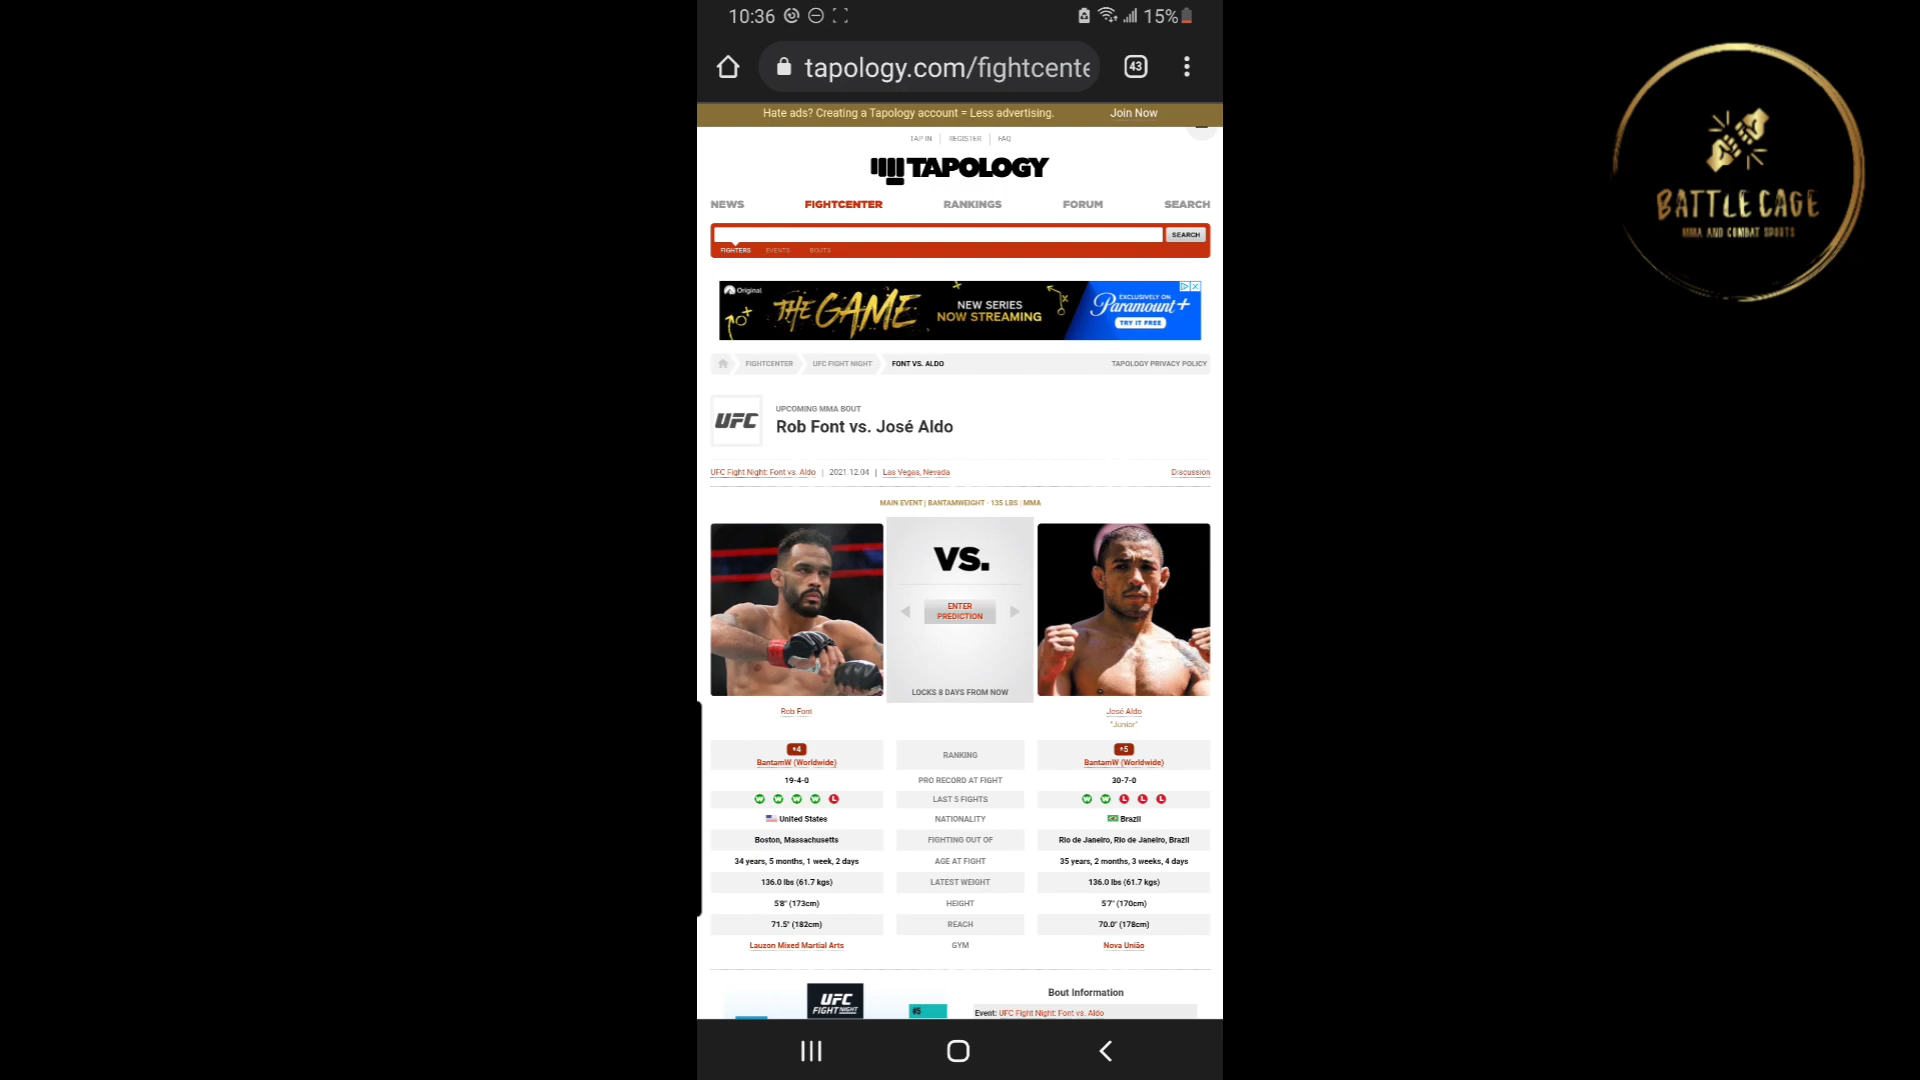 10:36
15%
tapology.com/fightcente
43
Hate ads? Creating a Tapology account = Less advertising. Join Now
TAP IN REGISTER FAQ
TAPOLOGY
NEWS FIGHTCENTER RANKINGS FORUM SEARCH
SEARCH
FIGHTERS EVENTS BOUTS
Original
THE GAME
NEW SERIES
NOW STREAMING
EXCLUSIVELY ON
Paramount+
TRY IT FREE
FIGHTCENTER UFC FIGHT NIGHT FONT VS. ALDO TAPOLOGY PRIVACY POLICY
UFC
UPCOMING MMA BOUT
Rob Font vs. José Aldo
UFC Fight Night: Font vs. Aldo | 2021.12.04 | Las Vegas, Nevada Discussion
MAIN EVENT | BANTAMWEIGHT · 135 LBS | MMA
VS.
ENTER
PREDICTION
LOCKS 8 DAYS FROM NOW
Rob Font José Aldo
"Junior"
RANKING
BantamW (Worldwide) BantamW (Worldwide)
19-4-0 PRO RECORD AT FIGHT 30-7-0
W W W W L LAST 5 FIGHTS W W L L L
United States NATIONALITY Brazil
Boston, Massachusetts FIGHTING OUT OF Rio de Janeiro, Rio de Janeiro, Brazil
34 years, 5 months, 1 week, 2 days AGE AT FIGHT 35 years, 2 months, 3 weeks, 4 days
136.0 lbs (61.7 kgs) LATEST WEIGHT 136.0 lbs (61.7 kgs)
5'8" (173cm) HEIGHT 5'7" (170cm)
71.5" (182cm) REACH 70.0" (178cm)
Lauzon Mixed Martial Arts GYM Nova União
UFC
FIGHT NIGHT
#5
Bout Information
Event: UFC Fight Night: Font vs. Aldo
BATTLE CAGE
MMA AND COMBAT SPORTS